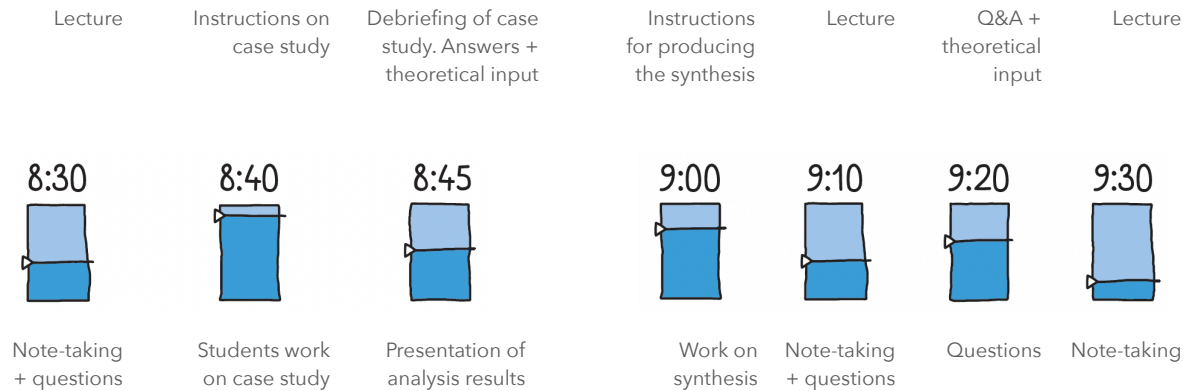 Lecture
Instructions on
case study
Debriefing of case
study. Answers +
theoretical input
Instructions
for producing
the synthesis
Lecture
Q&A +
theoretical
input
Lecture
8:30
8:40
8:45
9:00
9:10
9:20
9:30
Note-taking
+ questions
Students work
on case study
Presentation of
analysis results
Work on
synthesis
Note-taking
+ questions
Questions
Note-taking